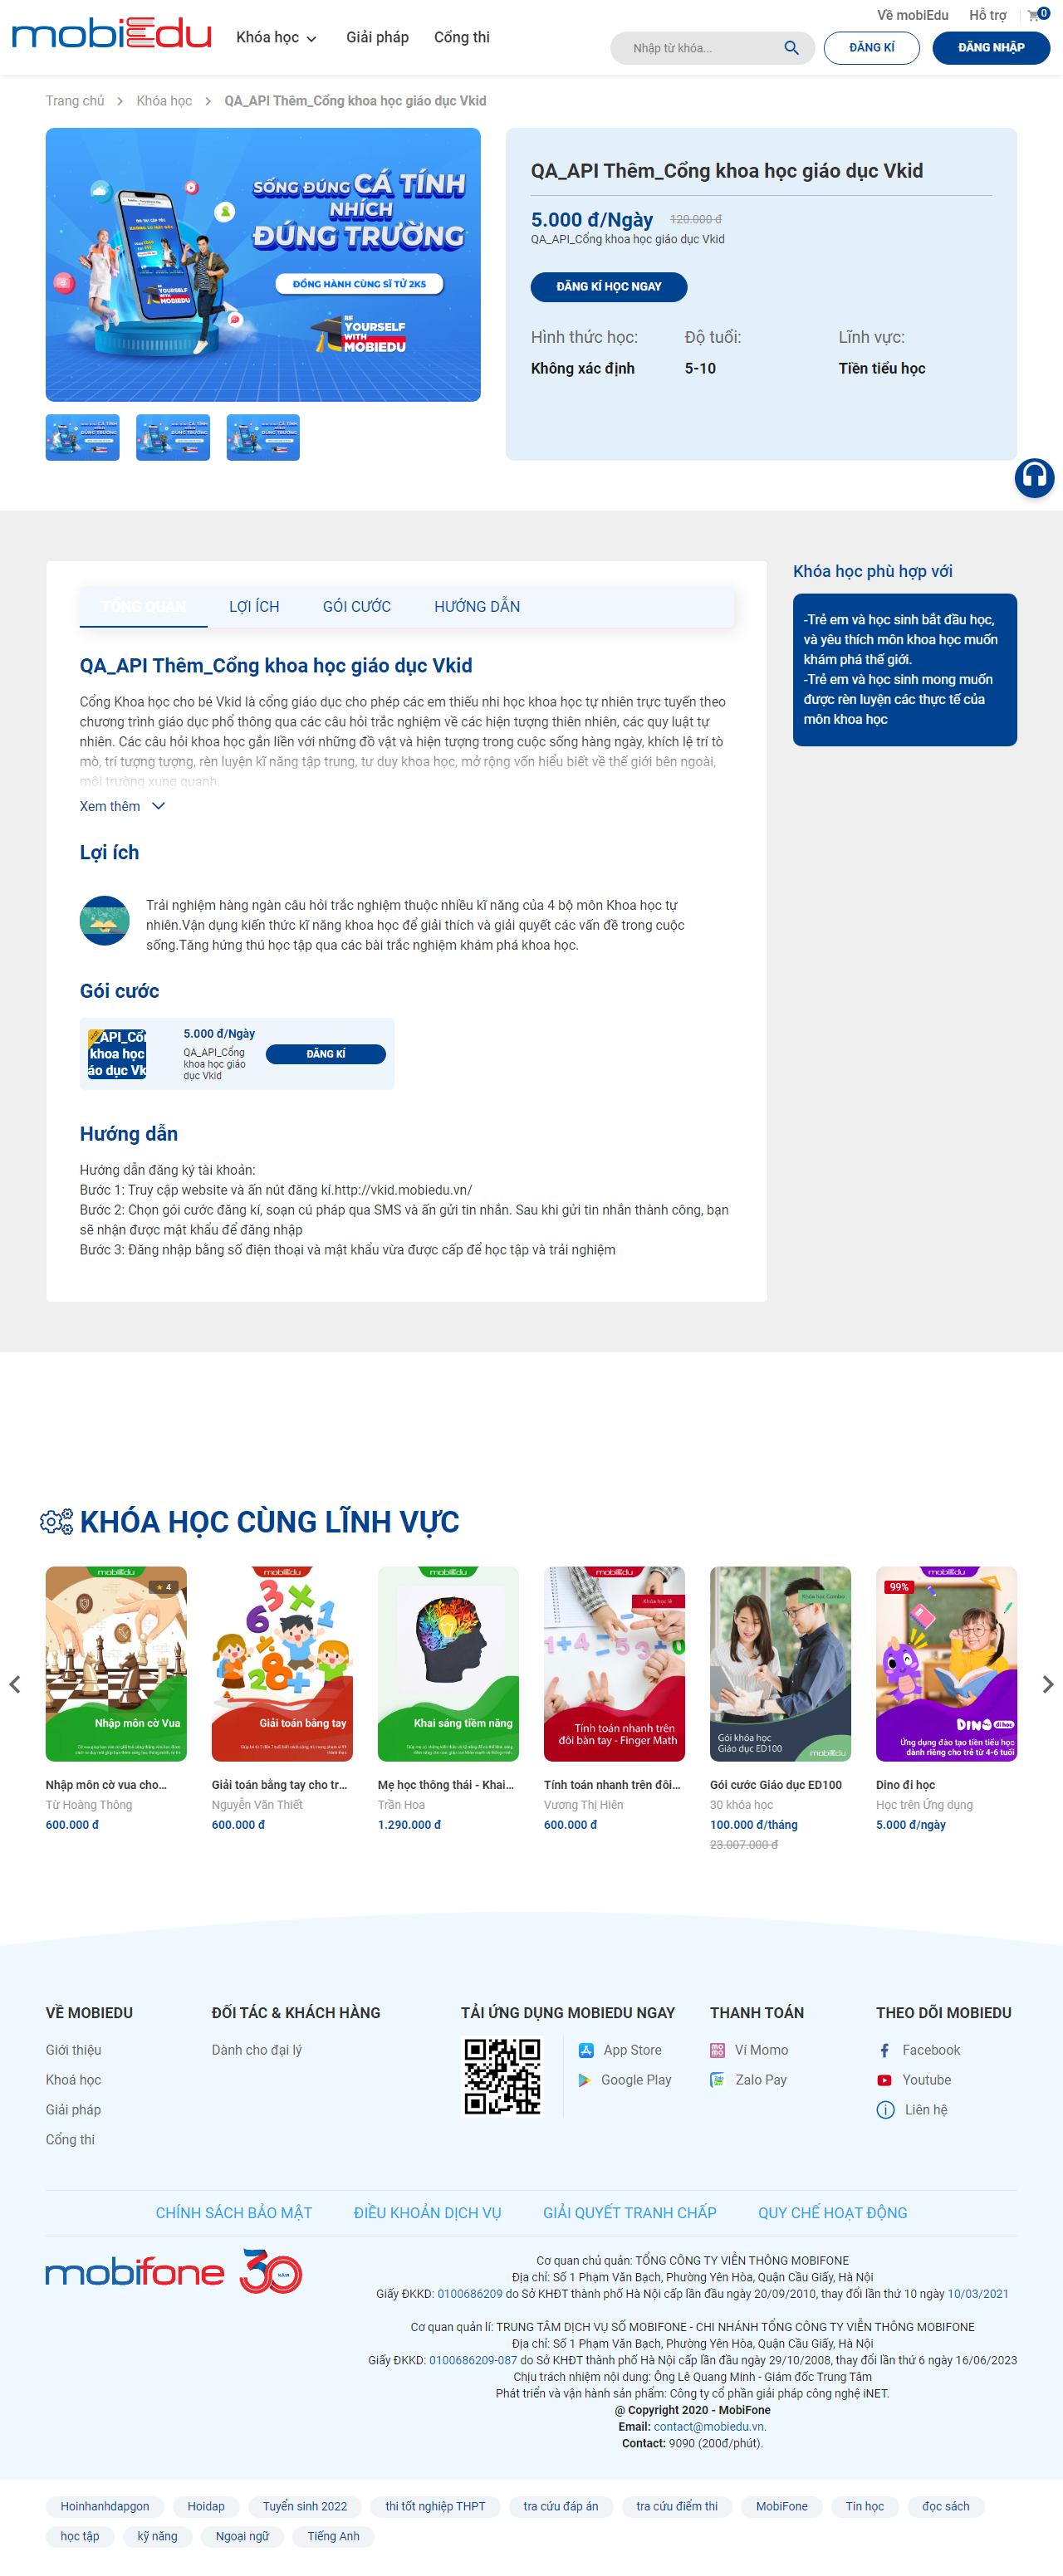 mobiEdu
Khóa học
Giải pháp
Cổng thi
Về mobiEdu
Hỗ trợ
0
Nhập từ khóa...
ĐĂNG KÍ
ĐĂNG NHẬP
Trang chủ
Khóa học
QA_API Thêm_Cổng khoa học giáo dục Vkid
SỐNG ĐÚNG CÁ TÍNH
NHÍCH
ĐÚNG TRƯỜNG
ĐỒNG HÀNH CÙNG SĨ TỬ 2K5
BE
YOURSELF
WITH
MOBIEDU
QA_API Thêm_Cổng khoa học giáo dục Vkid
5.000 đ/Ngày
120.000 đ
QA_API_Cổng khoa học giáo dục Vkid
ĐĂNG KÍ HỌC NGAY
Hình thức học:
Độ tuổi:
Lĩnh vực:
Không xác định
5-10
Tiền tiểu học
TỔNG QUAN
LỢI ÍCH
GÓI CƯỚC
HƯỚNG DẪN
QA_API Thêm_Cổng khoa học giáo dục Vkid
Cổng Khoa học cho bé Vkid là cổng giáo dục cho phép các em thiếu nhi học khoa học tự nhiên trực tuyến theo
chương trình giáo dục phổ thông qua các câu hỏi trắc nghiệm về các hiện tượng thiên nhiên, các quy luật tự
nhiên. Các câu hỏi khoa học gắn liền với những đồ vật và hiện tượng trong cuộc sống hàng ngày, khích lệ trí tò
mò, trí tượng tượng, rèn luyện kĩ năng tập trung, tư duy khoa học, mở rộng vốn hiểu biết về thế giới bên ngoài,
môi trường xung quanh.
Xem thêm
Khóa học phù hợp với
-Trẻ em và học sinh bắt đầu học,
và yêu thích môn khoa học muốn
khám phá thế giới.
-Trẻ em và học sinh mong muốn
được rèn luyện các thực tế của
môn khoa học
Lợi ích
Trải nghiệm hàng ngàn câu hỏi trắc nghiệm thuộc nhiều kĩ năng của 4 bộ môn Khoa học tự
nhiên.Vận dụng kiến thức kĩ năng khoa học để giải thích và giải quyết các vấn đề trong cuộc
sống.Tăng hứng thú học tập qua các bài trắc nghiệm khám phá khoa học.
Gói cước
_API_Cổn
khoa học
áo dục Vk
5.000 đ/Ngày
QA_API_Cổng
khoa học giáo
dục Vkid
ĐĂNG KÍ
Hướng dẫn
Hướng dẫn đăng ký tài khoản:
Bước 1: Truy cập website và ấn nút đăng kí.http://vkid.mobiedu.vn/
Bước 2: Chọn gói cước đăng kí, soạn cú pháp qua SMS và ấn gửi tin nhắn. Sau khi gửi tin nhắn thành công, bạn
sẽ nhận được mật khẩu để đăng nhập
Bước 3: Đăng nhập bằng số điện thoại và mật khẩu vừa được cấp để học tập và trải nghiệm
KHÓA HỌC CÙNG LĨNH VỰC
mobiEdu
★ 4
Nhập môn cờ Vua
mobiEdu
Giải toán bằng tay
mobiEdu
Khai sáng tiềm năng
mobiEdu
Khóa học lẻ
Tính toán nhanh trên
đôi bàn tay - Finger Math
Khóa học Combo
Gói khóa học
Giáo dục ED100
mobiEdu
mobiEdu
99%
DINO đi học
Ứng dụng đào tạo tiền tiểu học
dành riêng cho trẻ từ 4-6 tuổi
Nhập môn cờ vua cho...
Từ Hoàng Thông
600.000 đ
Giải toán bằng tay cho tr...
Nguyễn Văn Thiết
600.000 đ
Mẹ học thông thái - Khai...
Trần Hoa
1.290.000 đ
Tính toán nhanh trên đôi...
Vương Thị Hiên
600.000 đ
Gói cước Giáo dục ED100
30 khóa học
100.000 đ/tháng
23.007.000 đ
Dino đi học
Học trên Ứng dụng
5.000 đ/ngày
VỀ MOBIEDU
Giới thiệu
Khoá học
Giải pháp
Cổng thi
ĐỐI TÁC & KHÁCH HÀNG
Dành cho đại lý
TẢI ỨNG DỤNG MOBIEDU NGAY
App Store
Google Play
THANH TOÁN
Ví Momo
Zalo Pay
THEO DÕI MOBIEDU
Facebook
Youtube
Liên hệ
CHÍNH SÁCH BẢO MẬT
ĐIỀU KHOẢN DỊCH VỤ
GIẢI QUYẾT TRANH CHẤP
QUY CHẾ HOẠT ĐỘNG
mobifone
30 NĂM
Cơ quan chủ quản: TỔNG CÔNG TY VIỄN THÔNG MOBIFONE
Địa chỉ: Số 1 Phạm Văn Bạch, Phường Yên Hòa, Quận Cầu Giấy, Hà Nội
Giấy ĐKKD: 0100686209 do Sở KHĐT thành phố Hà Nội cấp lần đầu ngày 20/09/2010, thay đổi lần thứ 10 ngày 10/03/2021
Cơ quan quản lí: TRUNG TÂM DỊCH VỤ SỐ MOBIFONE - CHI NHÁNH TỔNG CÔNG TY VIỄN THÔNG MOBIFONE
Địa chỉ: Số 1 Phạm Văn Bạch, Phường Yên Hòa, Quận Cầu Giấy, Hà Nội
Giấy ĐKKD: 0100686209-087 do Sở KHĐT thành phố Hà Nội cấp lần đầu ngày 29/10/2008, thay đổi lần thứ 6 ngày 16/06/2023
Chịu trách nhiệm nội dung: Ông Lê Quang Minh - Giám đốc Trung Tâm
Phát triển và vận hành sản phẩm: Công ty cổ phần giải pháp công nghệ iNET.
@ Copyright 2020 - MobiFone
Email: contact@mobiedu.vn.
Contact: 9090 (200đ/phút).
Hoinhanhdapgon
Hoidap
Tuyển sinh 2022
thi tốt nghiệp THPT
tra cứu đáp án
tra cứu điểm thi
MobiFone
Tin học
đọc sách
học tập
kỹ năng
Ngoại ngữ
Tiếng Anh